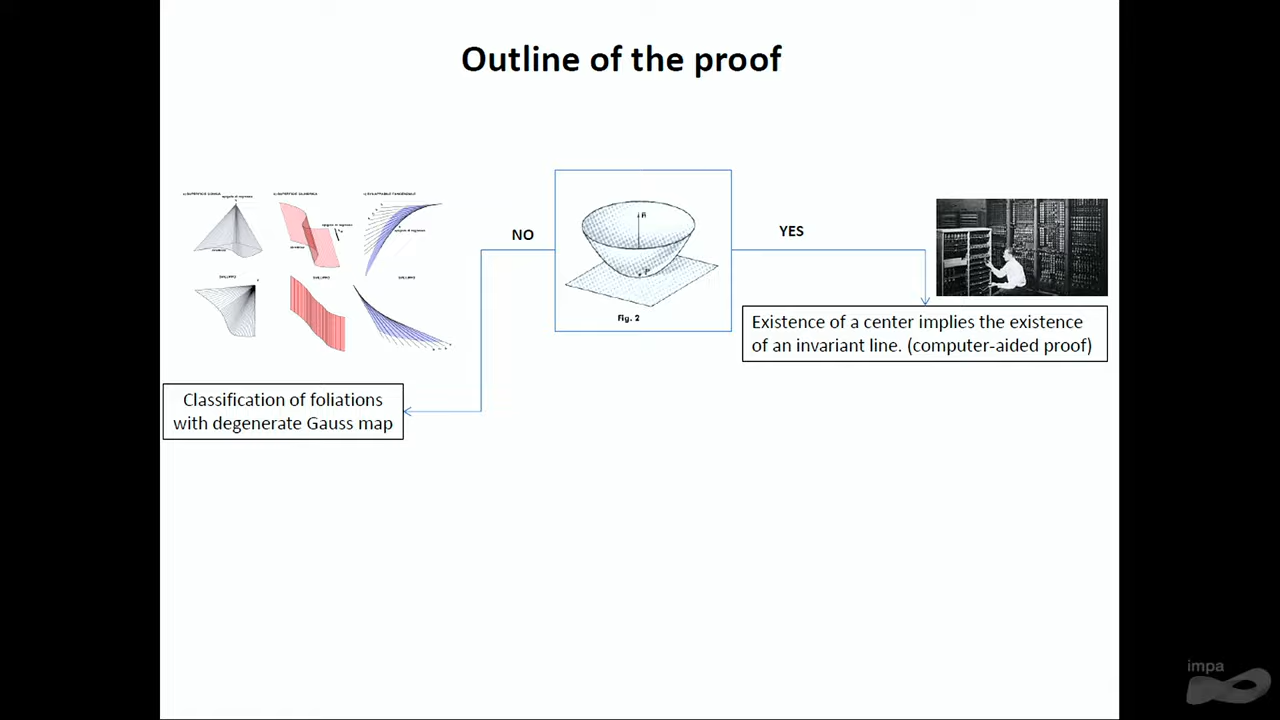 Outline of the proof
NO
YES
Fig. 2
Existence of a center implies the existence
of an invariant line. (computer-aided proof)
Classification of foliations
with degenerate Gauss map
impa